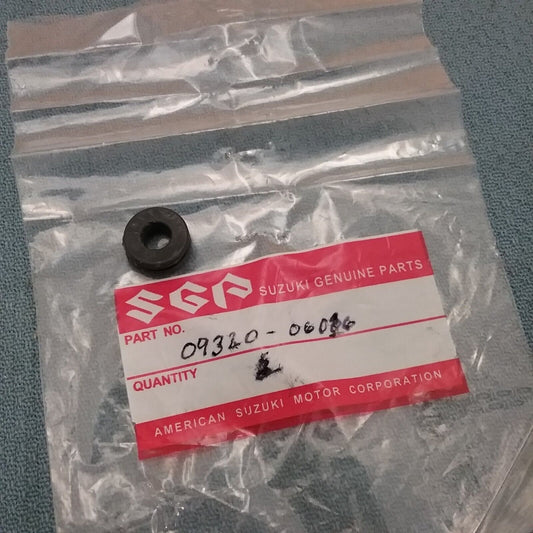 SGP SUZUKI GENUINE PARTS
PART NO. 09320-06016
QUANTITY
AMERICAN SUZUKI MOTOR CORPORATION